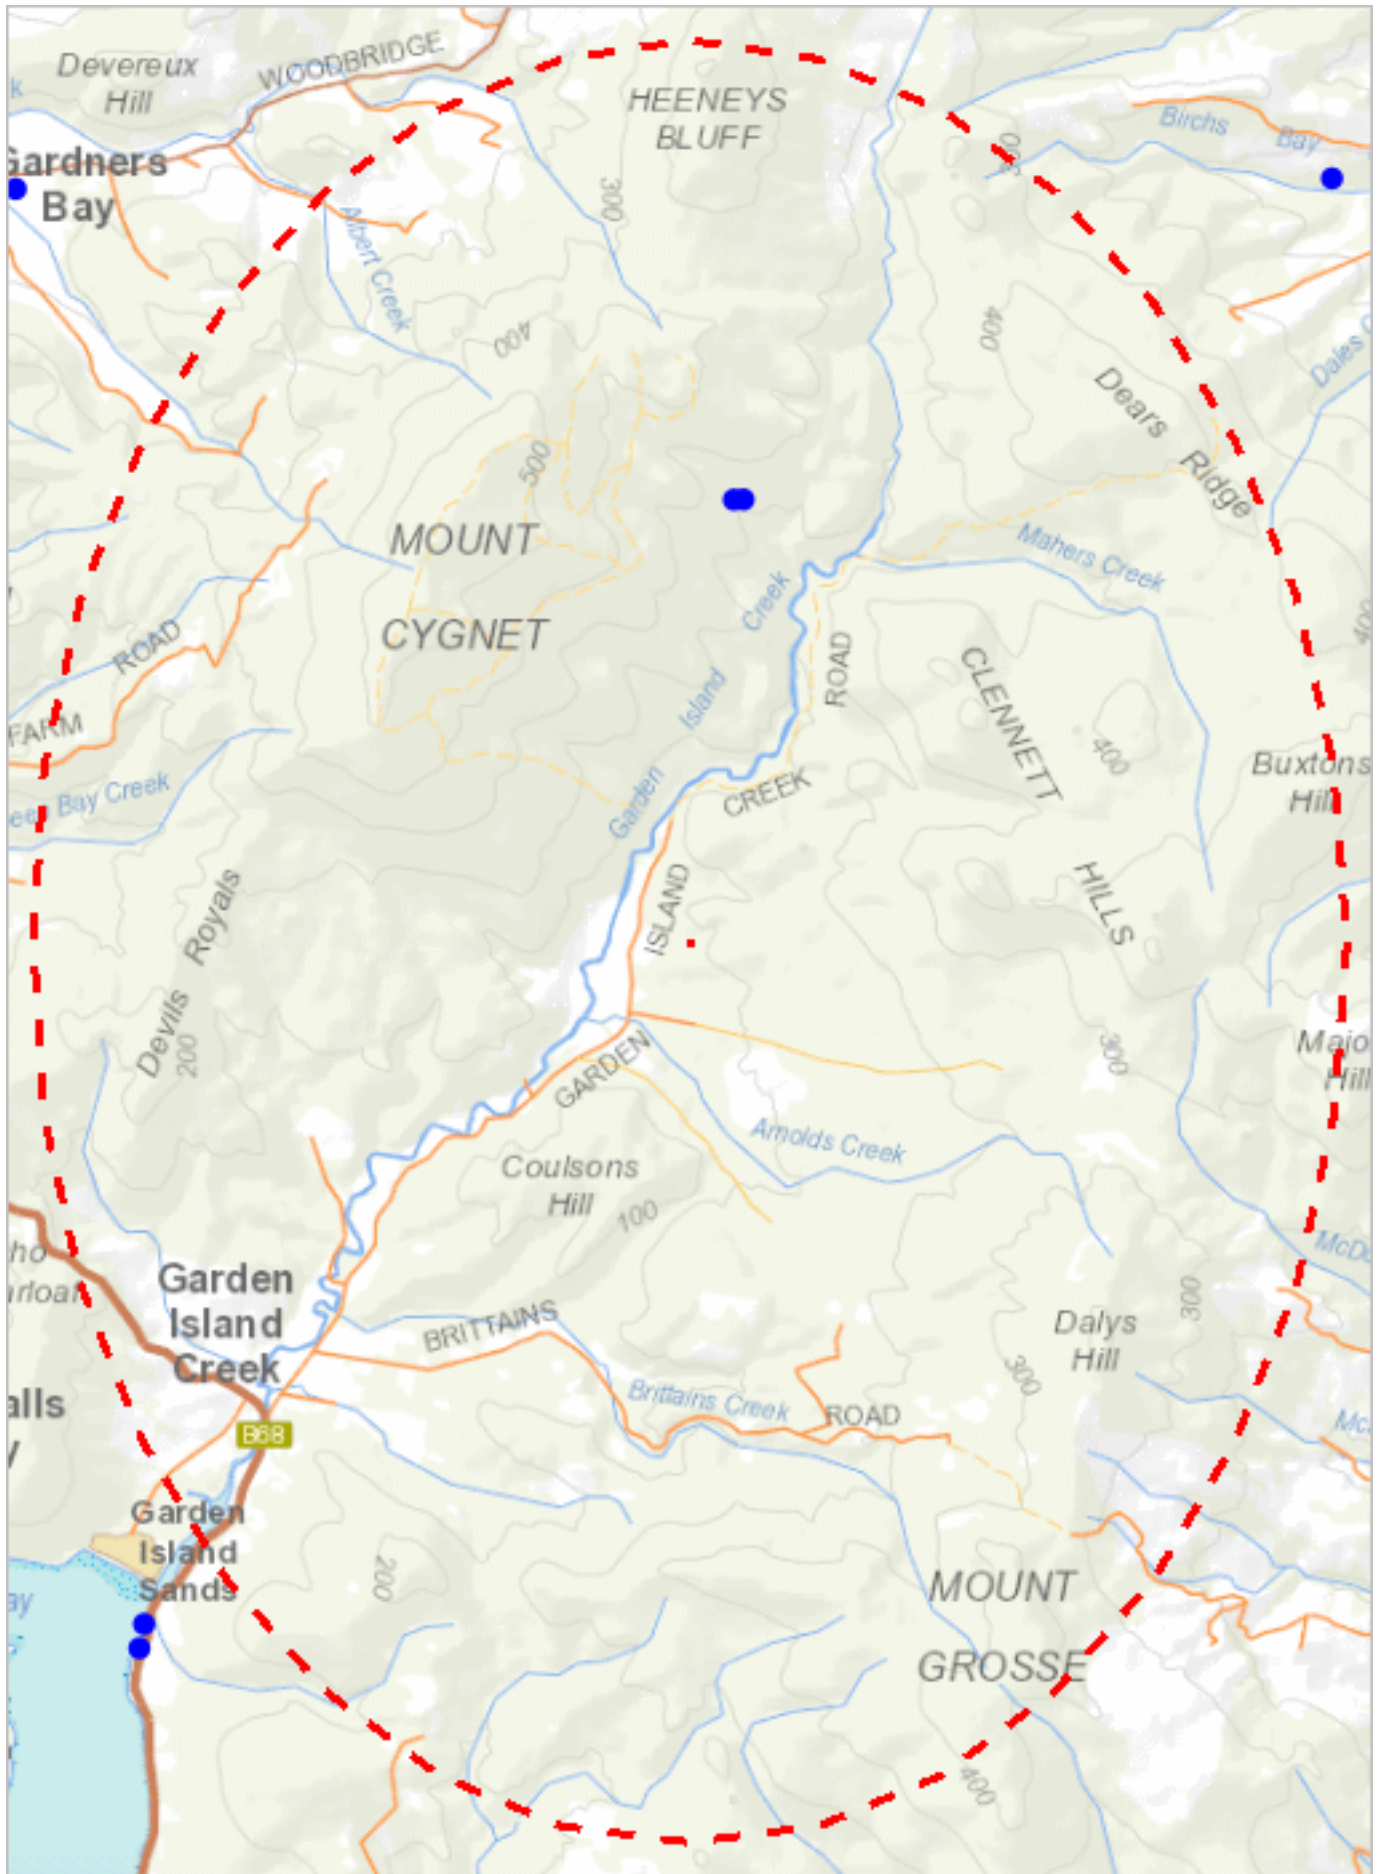 Devereux
Hill
WOODBRIDGE
HEENEYS
BLUFF
Birchs Bay
300
300
Gardners
Bay
Albert Creek
400
400
Dales
Dears Ridge
500
MOUNT
CYGNET
Mahers Creek
400
ROAD
FARM
Garden Island Creek
ROAD
CREEK
ISLAND
GARDEN
CLENNETT
HILLS
400
Buxtons
Hill
Bay Creek
Devils Royals
200
300
Hill
Arnolds Creek
Coulsons
Hill
100
Garden
Island
Creek
300
BRITTAINS
ROAD
Dalys
Hill
300
Brittains Creek
B68
Garden
Island
Sands
200
MOUNT
GROSSE
400